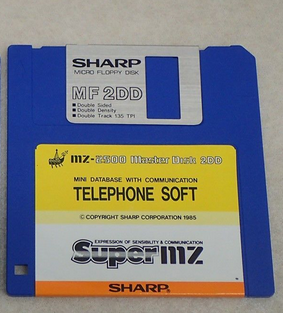 SHARP
MICRO FLOPPY DISK
MF 2DD
■ Double Sided
■ Double Density
■ Double Track 135 TPI
mz-2500 Master Disk 2DD
MINI DATABASE WITH COMMUNICATION
TELEPHONE SOFT
© COPYRIGHT SHARP CORPORATION 1985
EXPRESSION OF SENSIBILITY & COMMUNICATION
Super mz
SHARP